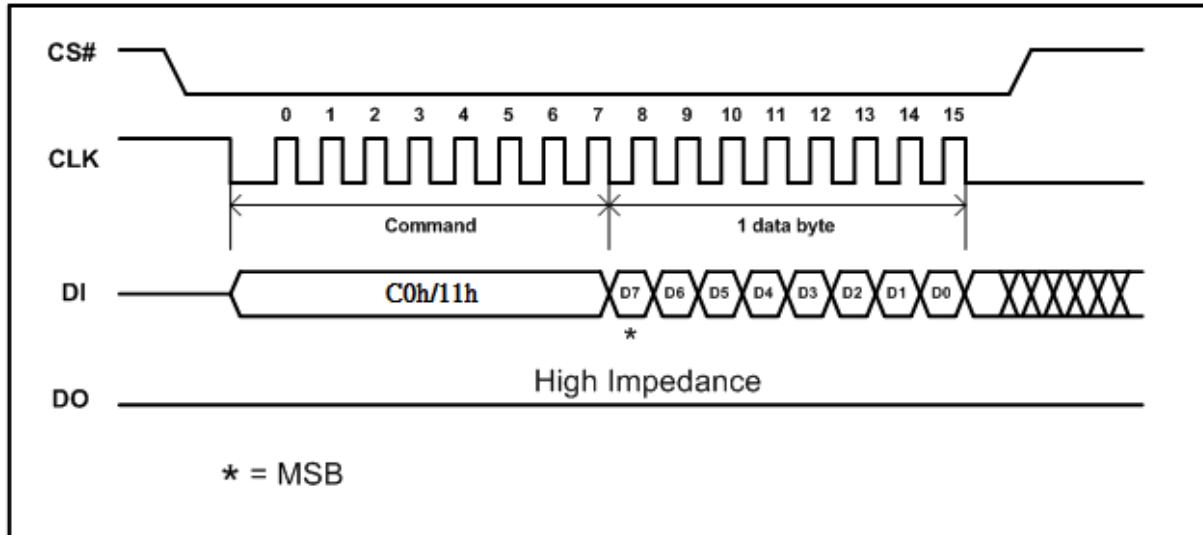 CS#
0 1 2 3 4 5 6 7 8 9 10 11 12 13 14 15
CLK
Command 1 data byte
DI C0h/11h D7 D6 D5 D4 D3 D2 D1 D0
*
High Impedance
DO
* = MSB